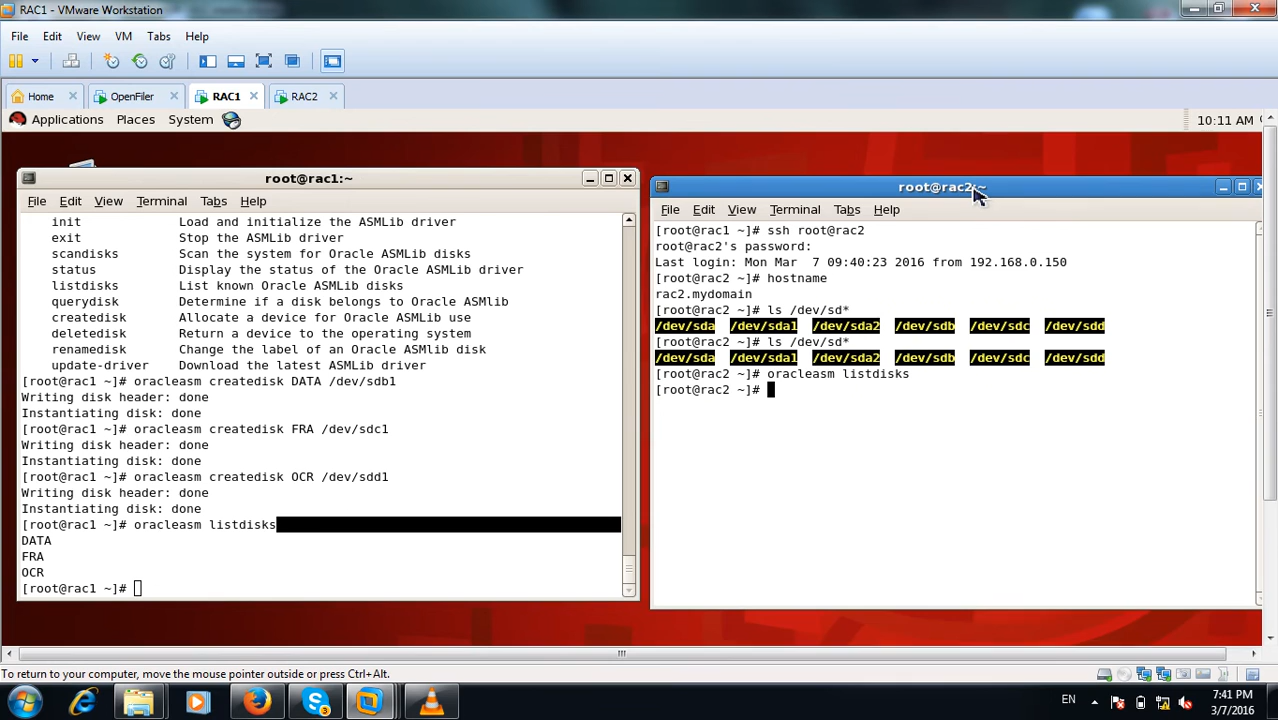 RAC1 - VMware Workstation
File Edit View VM Tabs Help
Home OpenFiler RAC1 RAC2
Applications Places System 10:11 AM
root@rac1:~
File Edit View Terminal Tabs Help
init Load and initialize the ASMLib driver
exit Stop the ASMLib driver
scandisks Scan the system for Oracle ASMLib disks
status Display the status of the Oracle ASMLib driver
listdisks List known Oracle ASMLib disks
querydisk Determine if a disk belongs to Oracle ASMlib
createdisk Allocate a device for Oracle ASMLib use
deletedisk Return a device to the operating system
renamedisk Change the label of an Oracle ASMlib disk
update-driver Download the latest ASMLib driver
[root@rac1 ~]# oracleasm createdisk DATA /dev/sdb1
Writing disk header: done
Instantiating disk: done
[root@rac1 ~]# oracleasm createdisk FRA /dev/sdc1
Writing disk header: done
Instantiating disk: done
[root@rac1 ~]# oracleasm createdisk OCR /dev/sdd1
Writing disk header: done
Instantiating disk: done
[root@rac1 ~]# oracleasm listdisks
DATA
FRA
OCR
[root@rac1 ~]#
root@rac2:~
File Edit View Terminal Tabs Help
[root@rac1 ~]# ssh root@rac2
root@rac2's password:
Last login: Mon Mar  7 09:40:23 2016 from 192.168.0.150
[root@rac2 ~]# hostname
rac2.mydomain
[root@rac2 ~]# ls /dev/sd*
/dev/sda /dev/sda1 /dev/sda2 /dev/sdb /dev/sdc /dev/sdd
[root@rac2 ~]# ls /dev/sd*
/dev/sda /dev/sda1 /dev/sda2 /dev/sdb /dev/sdc /dev/sdd
[root@rac2 ~]# oracleasm listdisks
[root@rac2 ~]#
To return to your computer, move the mouse pointer outside or press Ctrl+Alt.
EN 7:41 PM
3/7/2016